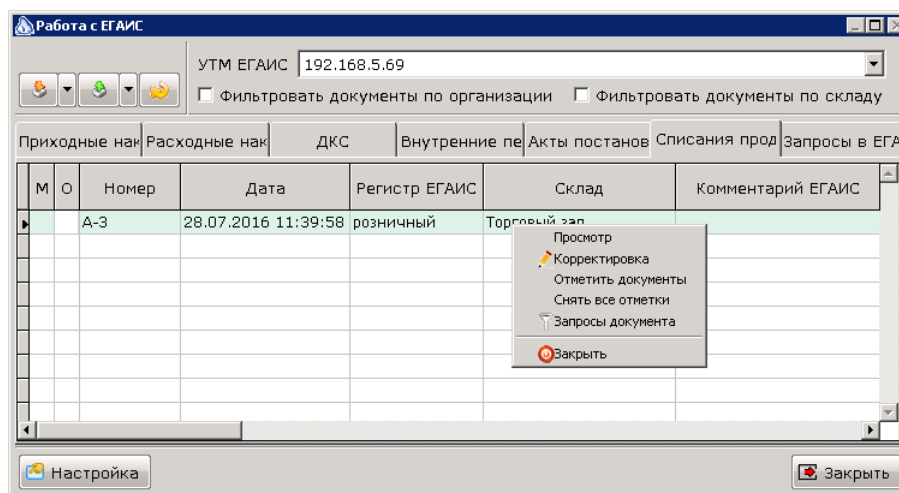 Работа с ЕГАИС
УТМ ЕГАИС 192.168.5.69
Фильтровать документы по организации Фильтровать документы по складу
Приходные нак Расходные нак ДКС Внутренние пе Акты постанов Списания прод Запросы в ЕГА
М О Номер Дата Регистр ЕГАИС Склад Комментарий ЕГАИС
А-3 28.07.2016 11:39:58 розничный Торговый зал
Просмотр
Корректировка
Отметить документы
Снять все отметки
Запросы документа
Закрыть
Настройка Закрыть